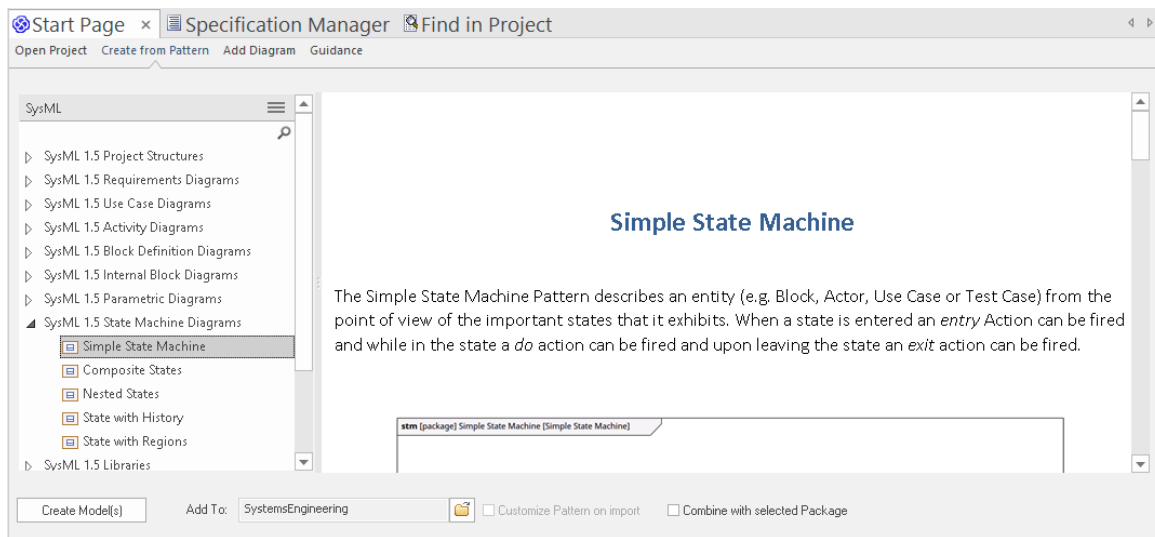 Start Page × Specification Manager Find in Project
Open Project Create from Pattern Add Diagram Guidance
SysML
SysML 1.5 Project Structures
SysML 1.5 Requirements Diagrams
SysML 1.5 Use Case Diagrams
SysML 1.5 Activity Diagrams
SysML 1.5 Block Definition Diagrams
SysML 1.5 Internal Block Diagrams
SysML 1.5 Parametric Diagrams
SysML 1.5 State Machine Diagrams
Simple State Machine
Composite States
Nested States
State with History
State with Regions
SysML 1.5 Libraries
Simple State Machine
The Simple State Machine Pattern describes an entity (e.g. Block, Actor, Use Case or Test Case) from the
point of view of the important states that it exhibits. When a state is entered an entry Action can be fired
and while in the state a do action can be fired and upon leaving the state an exit action can be fired.
stm [package] Simple State Machine [Simple State Machine]
Create Model(s) Add To: SystemsEngineering Customize Pattern on import Combine with selected Package